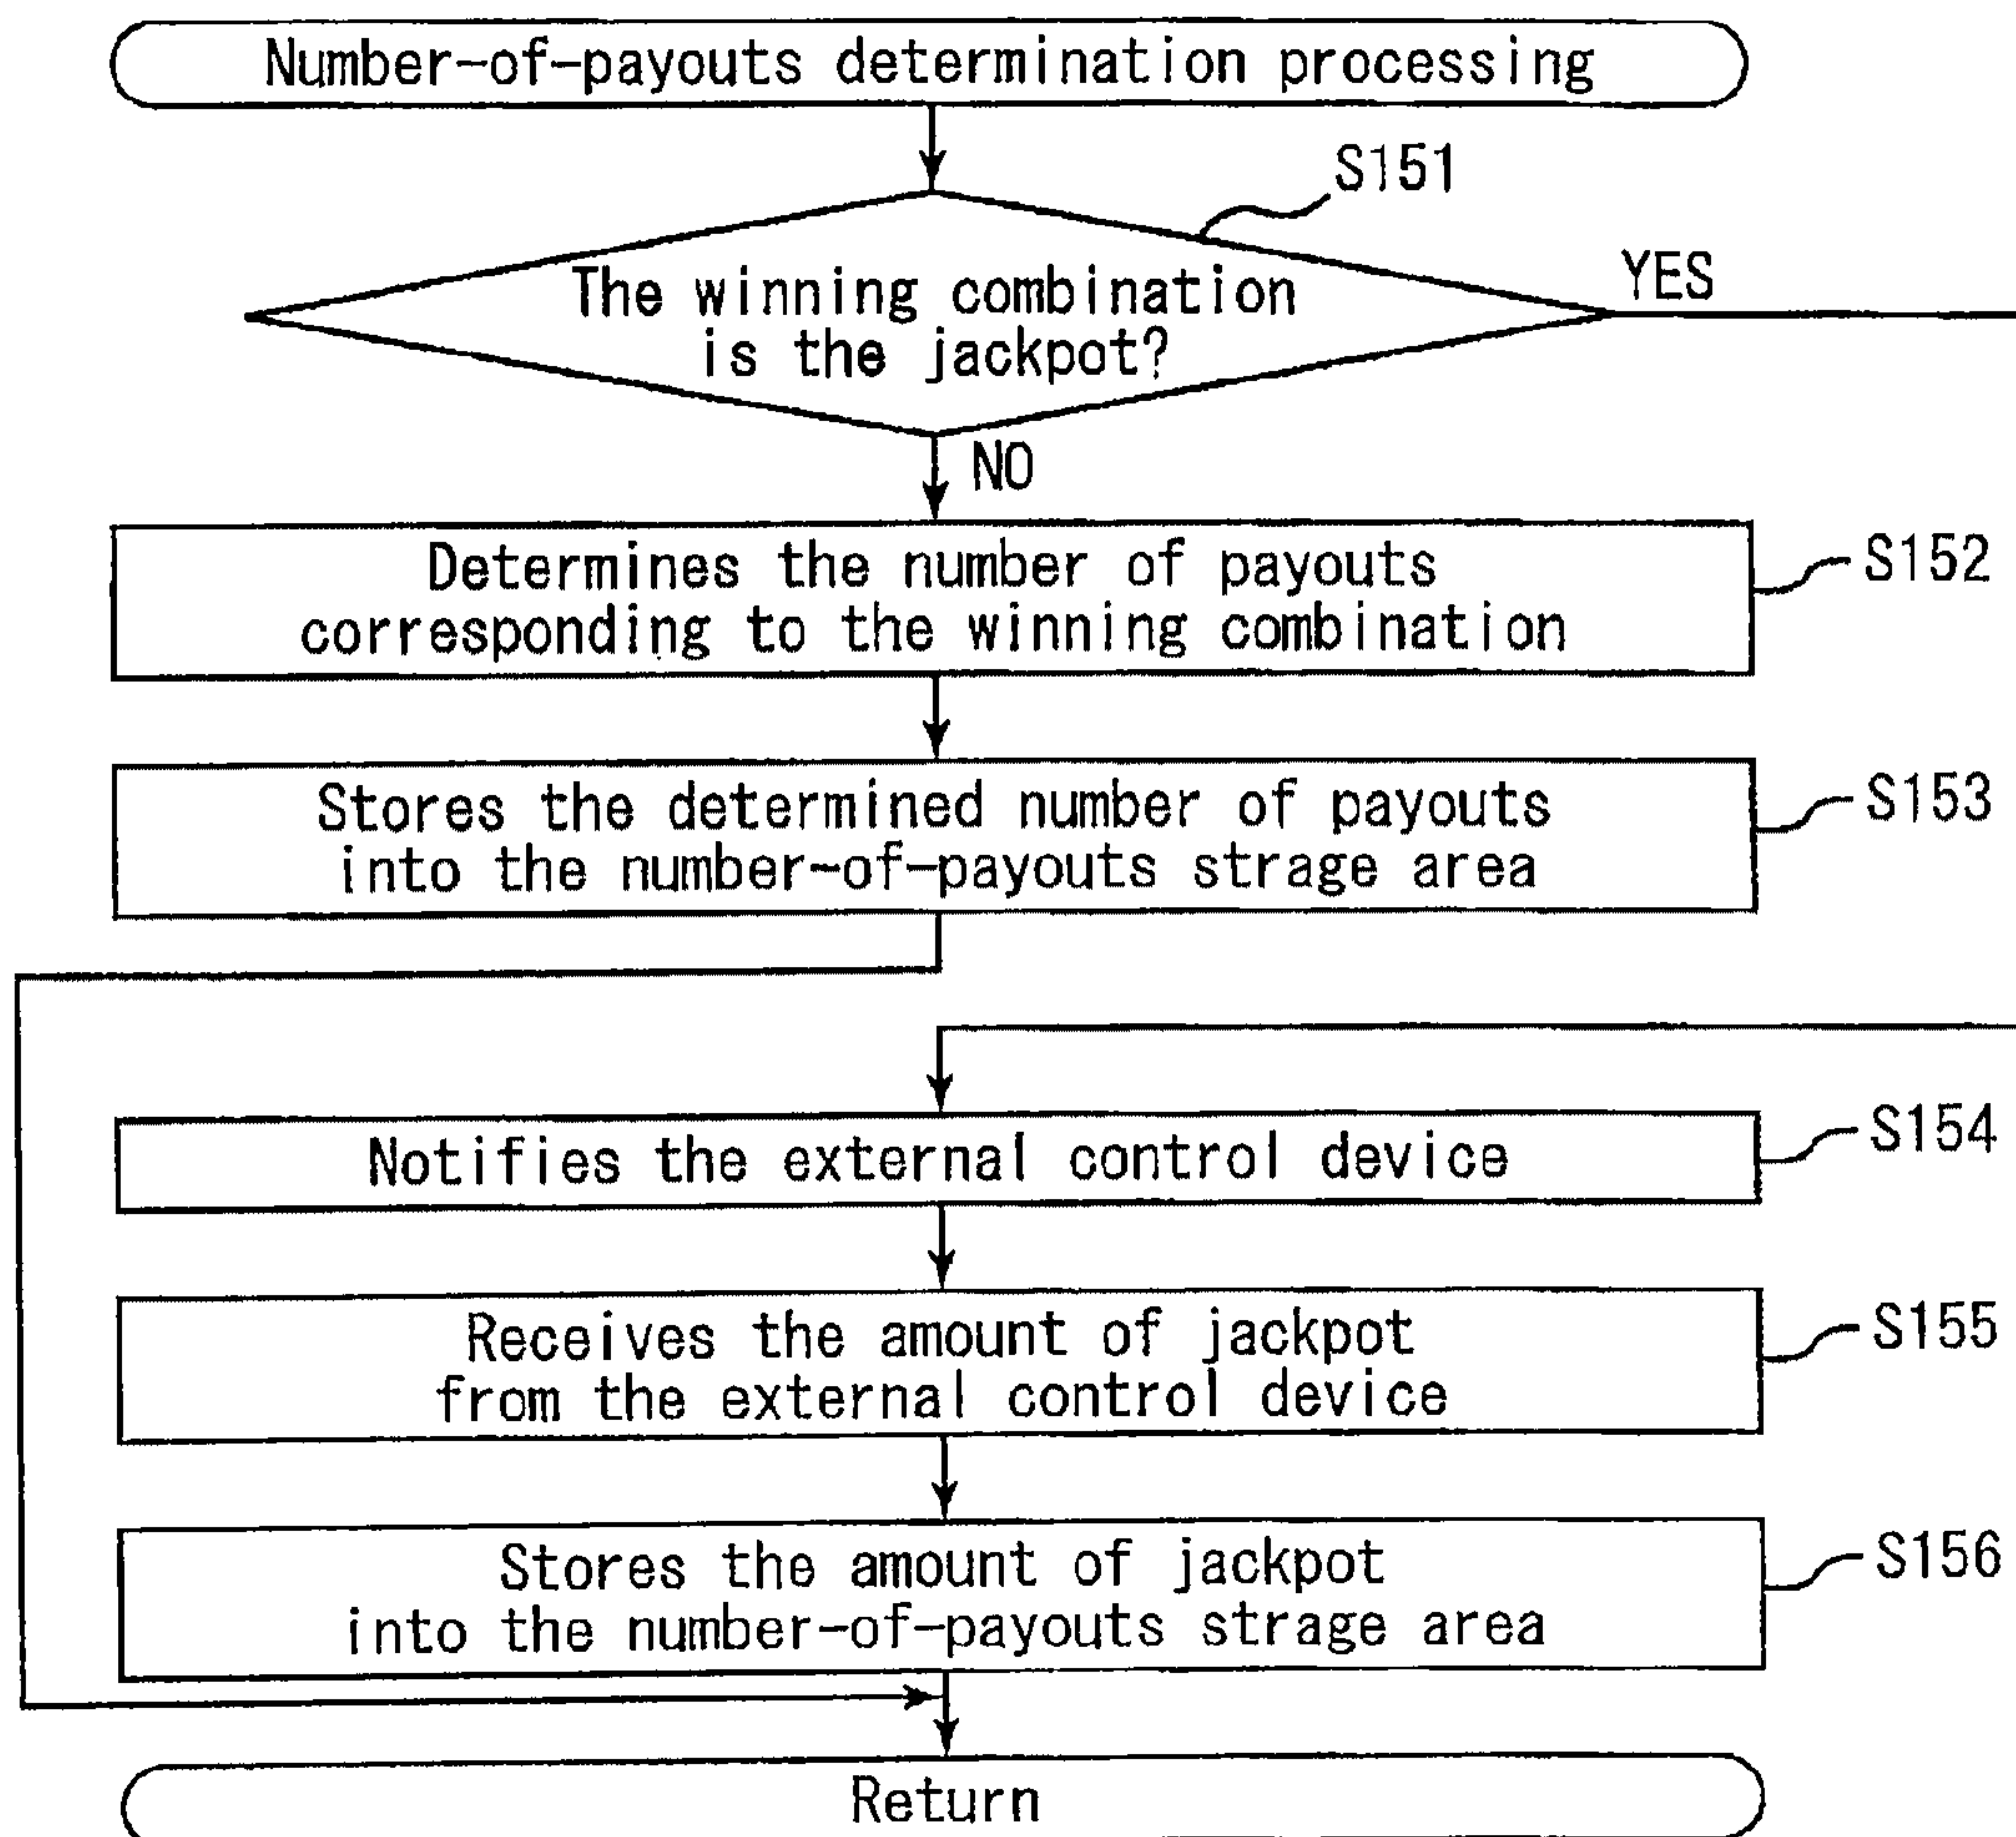 Number-of-payouts determination processing
S151
The winning combination
is the jackpot?
YES
NO
Determines the number of payouts
corresponding to the winning combination
S152
Stores the determined number of payouts
into the number-of-payouts strage area
S153
Notifies the external control device
S154
Receives the amount of jackpot
from the external control device
S155
Stores the amount of jackpot
into the number-of-payouts strage area
S156
Return